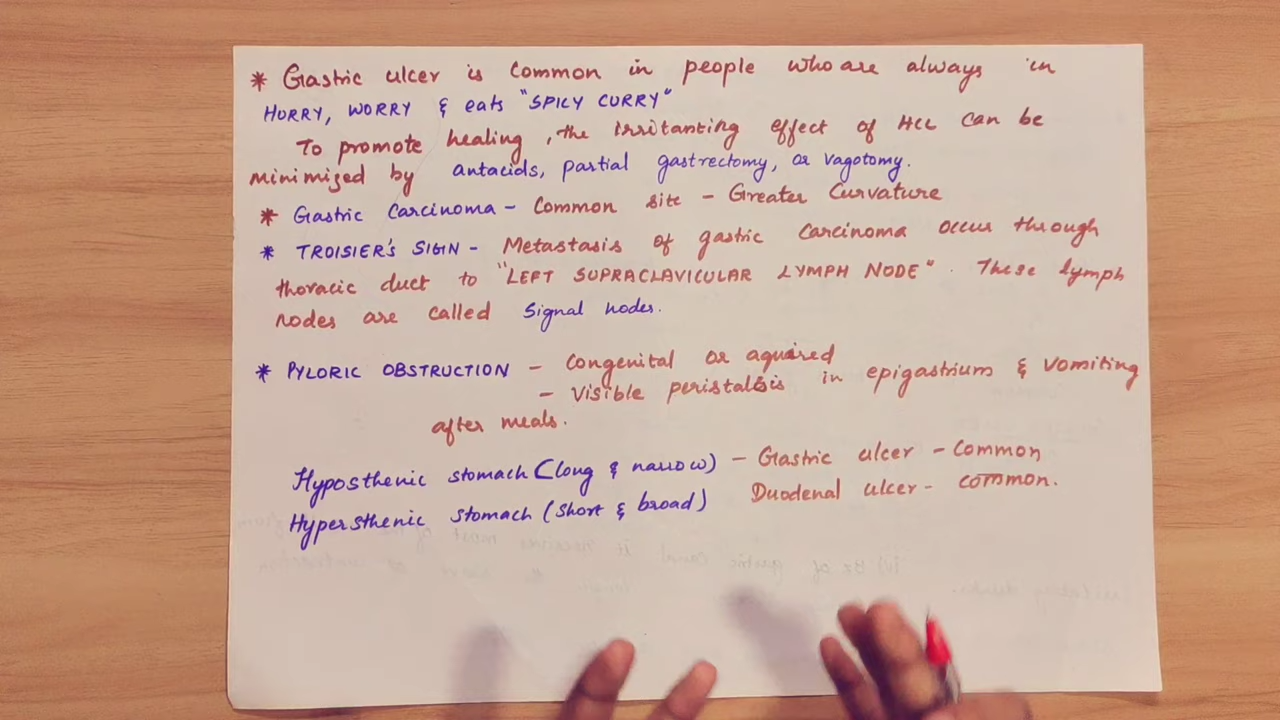 * Gastric ulcer is common in people who are always in
HURRY, WORRY & eats "SPICY CURRY"
To promote healing, the irritanting effect of HCL can be
minimized by antacids, partial gastrectomy, or vagotomy.
* Gastric Carcinoma - Common site - Greater Curvature
* TROISIER'S SIGN - Metastasis of gastric carcinoma occur through
thoracic duct to "LEFT SUPRACLAVICULAR LYMPH NODE". These lymph
nodes are called Signal nodes.
* PYLORIC OBSTRUCTION - Congenital or aquired
- Visible peristalsis in epigastrium & vomiting
after meals.
Hyposthenic stomach (long & narrow) - Gastric ulcer - Common
Hypersthenic stomach (short & broad) Duodenal ulcer - common.